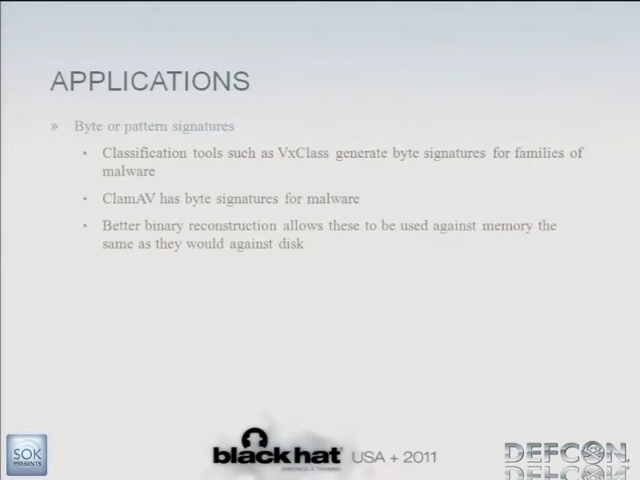 APPLICATIONS
» Byte or pattern signatures
• Classification tools such as VxClass generate byte signatures for families of
malware
• ClamAV has byte signatures for malware
• Better binary reconstruction allows these to be used against memory the
same as they would against disk
SOK
PRESENTS
black hat USA + 2011
DEFCON